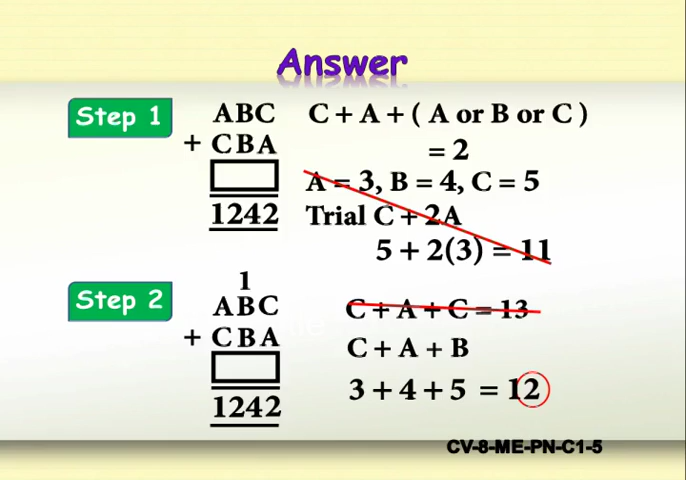 Answer
Step 1
ABC
+ CBA
1242
C + A + ( A or B or C )
= 2
A = 3, B = 4, C = 5
Trial C + 2A
5 + 2(3) = 11
Step 2
1
ABC
+ CBA
1242
C + A + C = 13
C + A + B
3 + 4 + 5 = 12
CV-8-ME-PN-C1-5